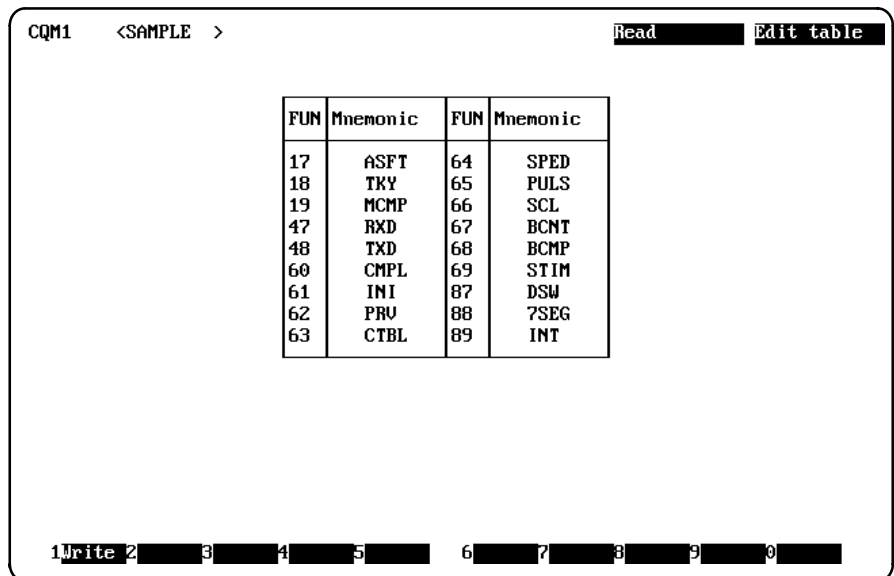 CQM1 <SAMPLE > Read Edit table
FUN Mnemonic FUN Mnemonic
17 ASFT 64 SPED
18 TKY 65 PULS
19 MCMP 66 SCL
47 RXD 67 BCNT
48 TXD 68 BCMP
60 CMPL 69 STIM
61 INI 87 DSW
62 PRV 88 7SEG
63 CTBL 89 INT
1Write 2 3 4 5 6 7 8 9 0